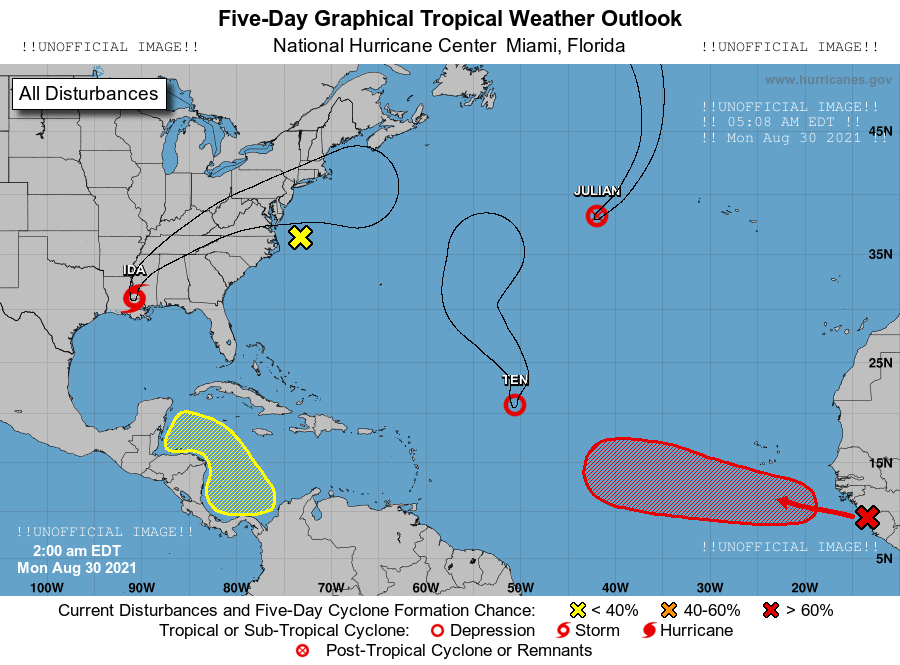 Five-Day Graphical Tropical Weather Outlook
!!UNOFFICIAL IMAGE!!
National Hurricane Center  Miami, Florida
!!UNOFFICIAL IMAGE!!
All Disturbances
www.hurricanes.gov
!!UNOFFICIAL IMAGE!!
!! 05:08 AM EDT !!
!! Mon Aug 30 2021 !!
45N
JULIAN
35N
IDA
25N
TEN
15N
!!UNOFFICIAL IMAGE!!
2:00 am EDT
Mon Aug 30 2021
!!UNOFFICIAL IMAGE!!
5N
100W 90W 80W 70W 60W 50W 40W 30W 20W
Current Disturbances and Five-Day Cyclone Formation Chance: < 40% 40-60% > 60%
Tropical or Sub-Tropical Cyclone: Depression Storm Hurricane
Post-Tropical Cyclone or Remnants